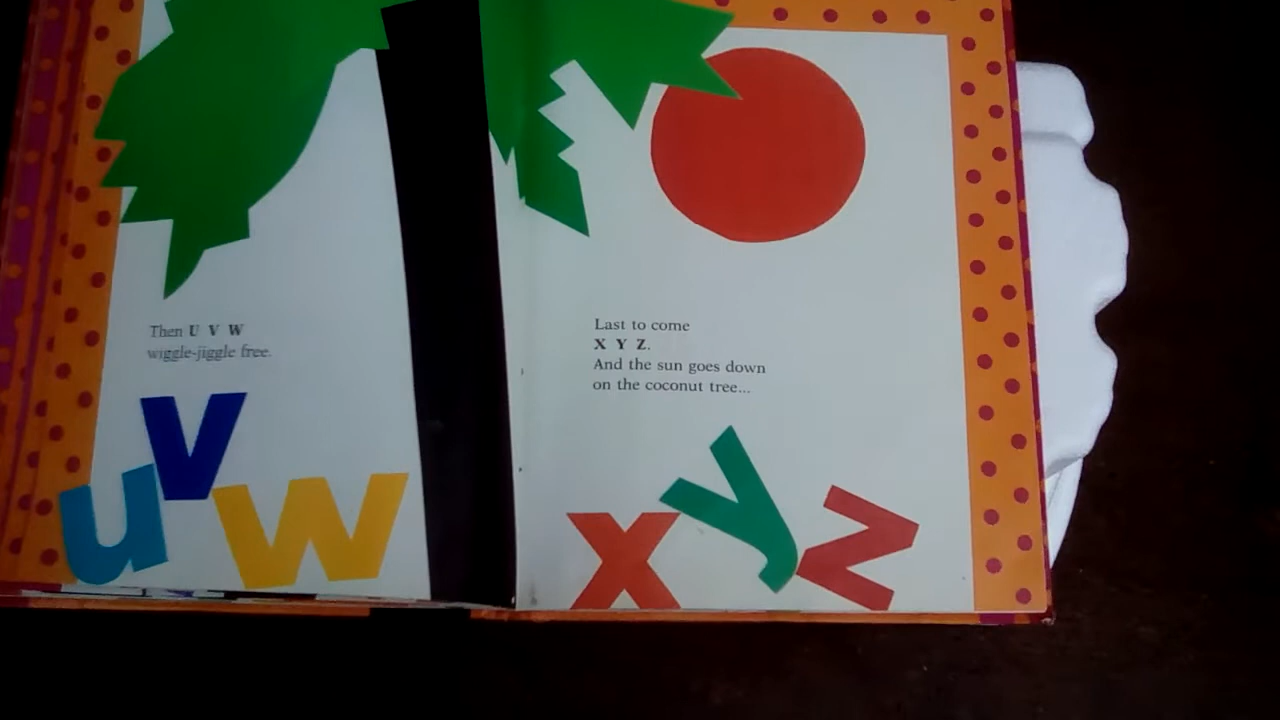 Then U V W
wiggle-jiggle free.
v
u
w
Last to come
X Y Z.
And the sun goes down
on the coconut tree...
x y z